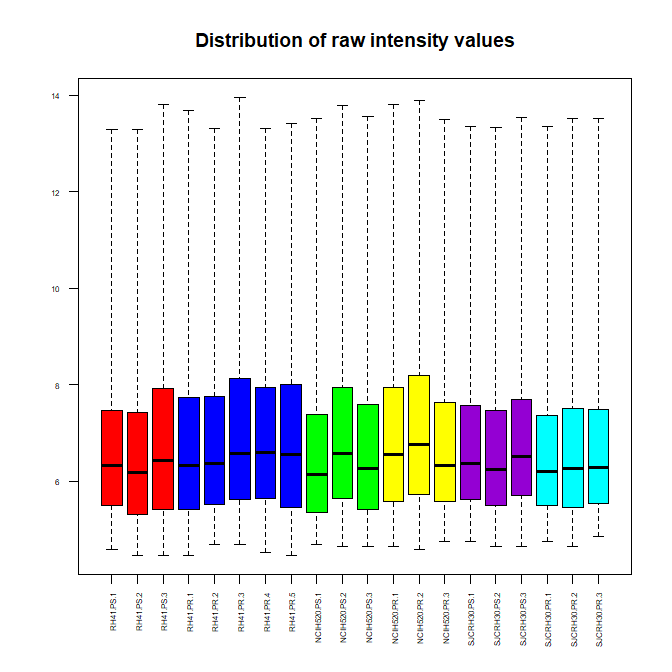 Distribution of raw intensity values
14
12
10
8
6
RH41.PS.1
RH41.PS.2
RH41.PS.3
RH41.PR.1
RH41.PR.2
RH41.PR.3
RH41.PR.4
RH41.PR.5
NCIH520.PS.1
NCIH520.PS.2
NCIH520.PS.3
NCIH520.PR.1
NCIH520.PR.2
NCIH520.PR.3
SJCRH30.PS.1
SJCRH30.PS.2
SJCRH30.PS.3
SJCRH30.PR.1
SJCRH30.PR.2
SJCRH30.PR.3